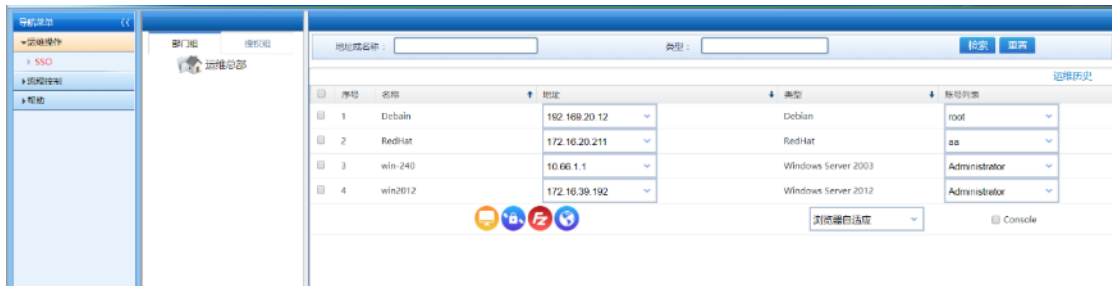 导航菜单
运维操作
SSO
流程控制
帮助
部门组 授权组
运维总部
地址或名称： 类型： 检索 重置
运维历史
序号 名称 地址 类型 账号列表
1 Debain 192.169.20.12 Debian root
2 RedHat 172.16.20.211 RedHat aa
3 win-240 10.66.1.1 Windows Server 2003 Administrator
4 win2012 172.16.39.192 Windows Server 2012 Administrator
Fz 浏览器自适应 Console